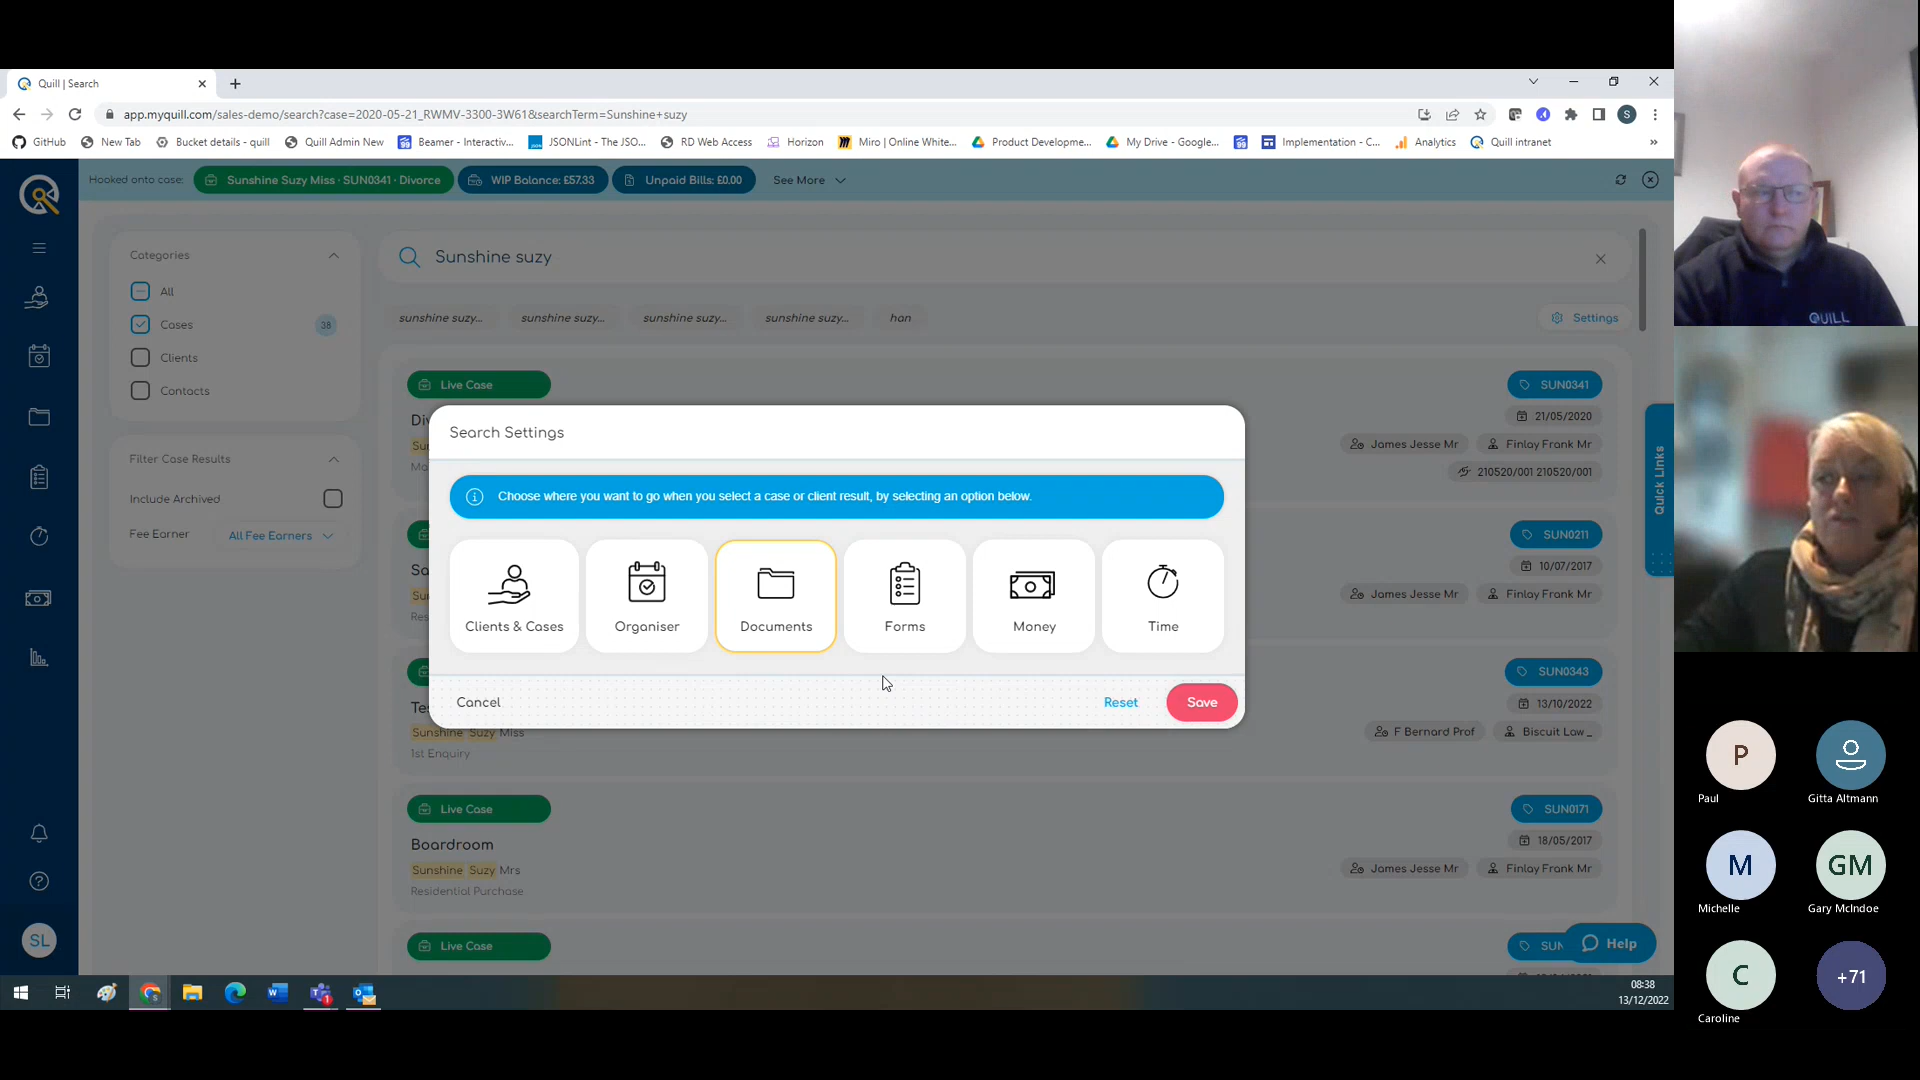 Quill | Search
app.myquill.com/sales-demo/search?case=2020-05-21_RWMV-3300-3W61&searchTerm=Sunshine+suzy
S
GitHub New Tab Bucket details - quill Quill Admin New Beamer - Interactiv... JSONLint - The JSO... RD Web Access Horizon Miro | Online White... Product Developme... My Drive - Google... Implementation - C... Analytics Quill intranet »
Hooked onto case: Sunshine Suzy Miss · SUN0341 · Divorce WIP Balance: £57.33 Unpaid Bills: £0.00 See More
Categories
All
Cases 38
Clients
Contacts
Filter Case Results
Include Archived
Fee Earner All Fee Earners
Sunshine suzy
sunshine suzy... sunshine suzy... sunshine suzy... sunshine suzy... han Settings
Live Case SUN0341
21/05/2020
James Jesse Mr Finlay Frank Mr
210520/001 210520/001
SUN0211
10/07/2017
James Jesse Mr Finlay Frank Mr
Quick Links
Search Settings
Choose where you want to go when you select a case or client result, by selecting an option below.
Clients & Cases Organiser Documents Forms Money Time
Cancel Reset Save
SUN0343
13/10/2022
Sunshine Suzy Miss F Bernard Prof Biscuit Law _
1st Enquiry
Live Case SUN0171
Boardroom 18/05/2017
Sunshine Suzy Mrs James Jesse Mr Finlay Frank Mr
Residential Purchase
Live Case SUN
Help
SL
1
08:38
13/12/2022
QUILL
P
Paul Gitta Altmann
M GM
Michelle Gary McIndoe
C +71
Caroline